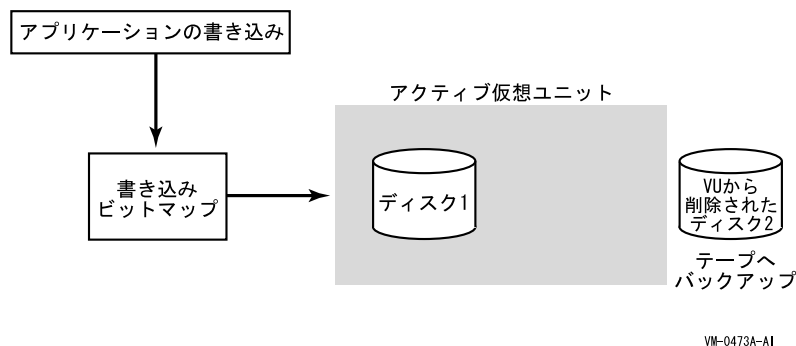 アプリケーションの書き込み
アクティブ仮想ユニット
書き込み
ビットマップ
ディスク1
VUから
削除された
ディスク2
テープへ
バックアップ
VM-0473A-AI